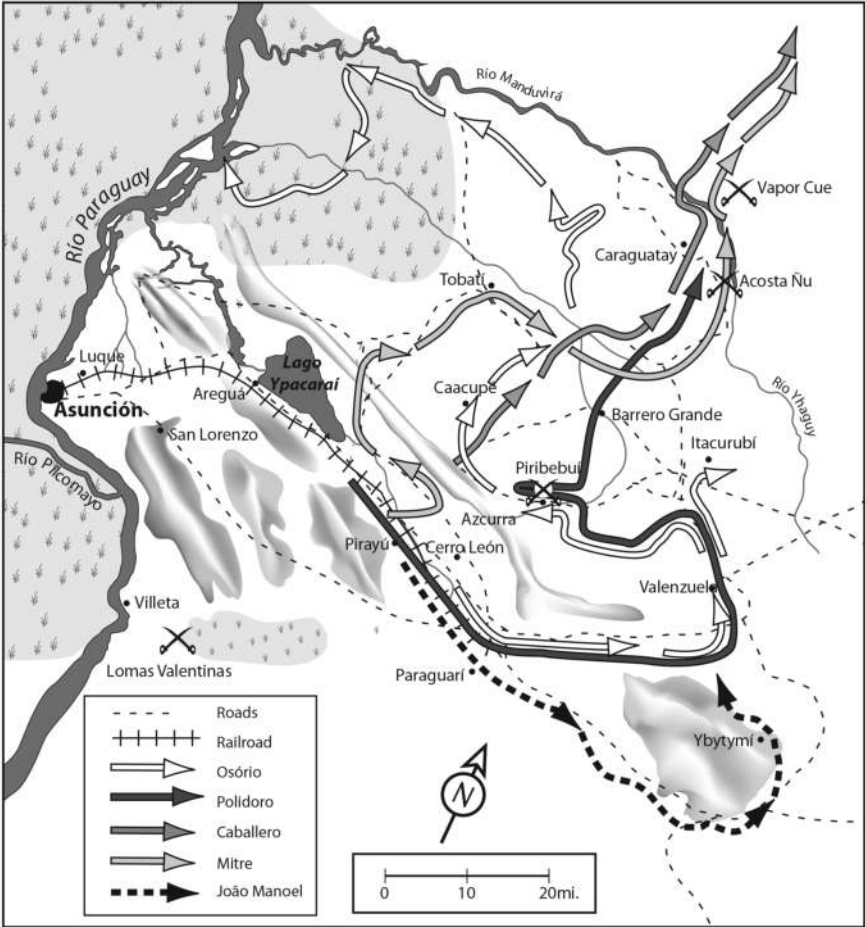 Río Manduvirá
Río Paraguay
Vapor Cue
Caraguatay
Acosta Ñu
Tobatí
Luque
Lago
Ypacaraí
Areguá
Caacupe
Río Yhaguy
Asunción
Barrero Grande
San Lorenzo
Itacurubí
Río Pilcomayo
Piribebuí
Azcurra
Pirayú
Cerro León
Valenzuel
Villeta
Lomas Valentinas
Paraguarí
Ybytymí
Roads
Railroad
Osório
Polidoro
Caballero
Mitre
João Manoel
N
0 10 20mi.